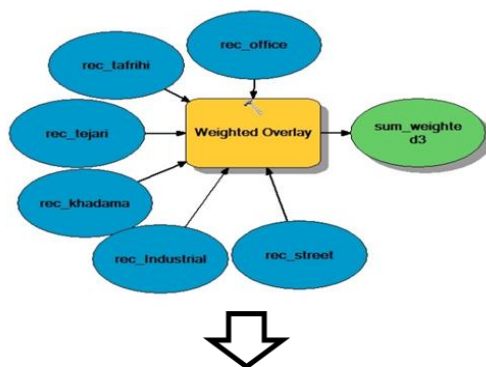 rec_office
rec_tafrihi
rec_tejari
Weighted Overlay
sum_weighte
d3
rec_khadama
rec_Industrial
rec_street